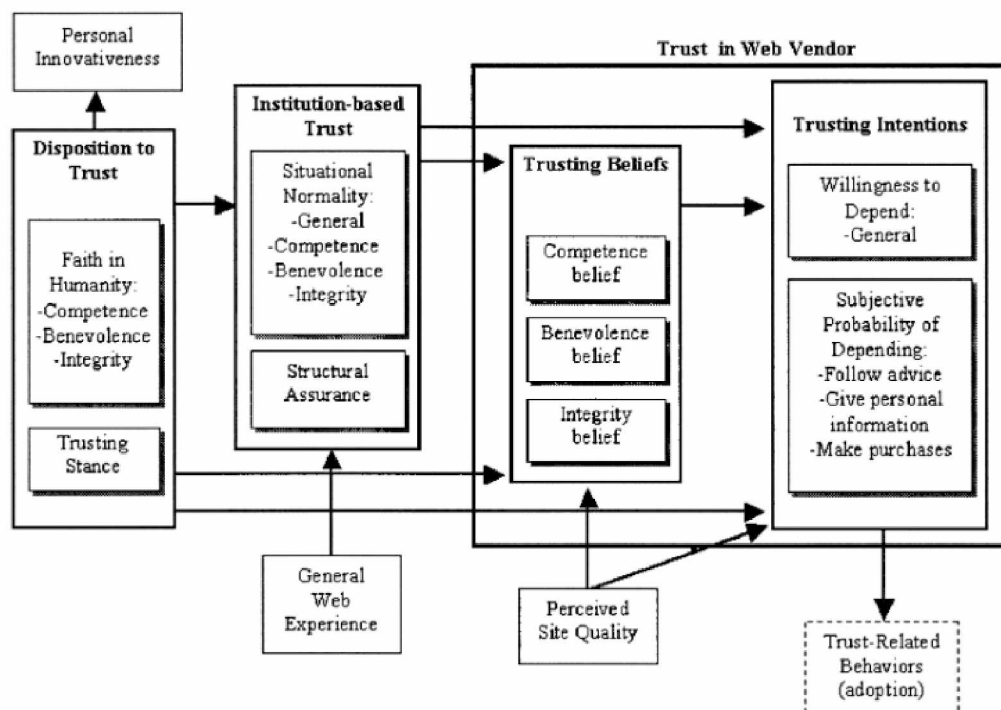 Personal
Innovativeness
Disposition to
Trust
Faith in
Humanity:
-Competence
-Benevolence
-Integrity
Trusting
Stance
Institution-based
Trust
Situational
Normality:
-General
-Competence
-Benevolence
-Integrity
Structural
Assurance
General
Web
Experience
Trust in Web Vendor
Trusting Beliefs
Competence
belief
Benevolence
belief
Integrity
belief
Perceived
Site Quality
Trusting Intentions
Willingness to
Depend:
-General
Subjective
Probability of
Depending:
-Follow advice
-Give personal
information
-Make purchases
Trust-Related
Behaviors
(adoption)